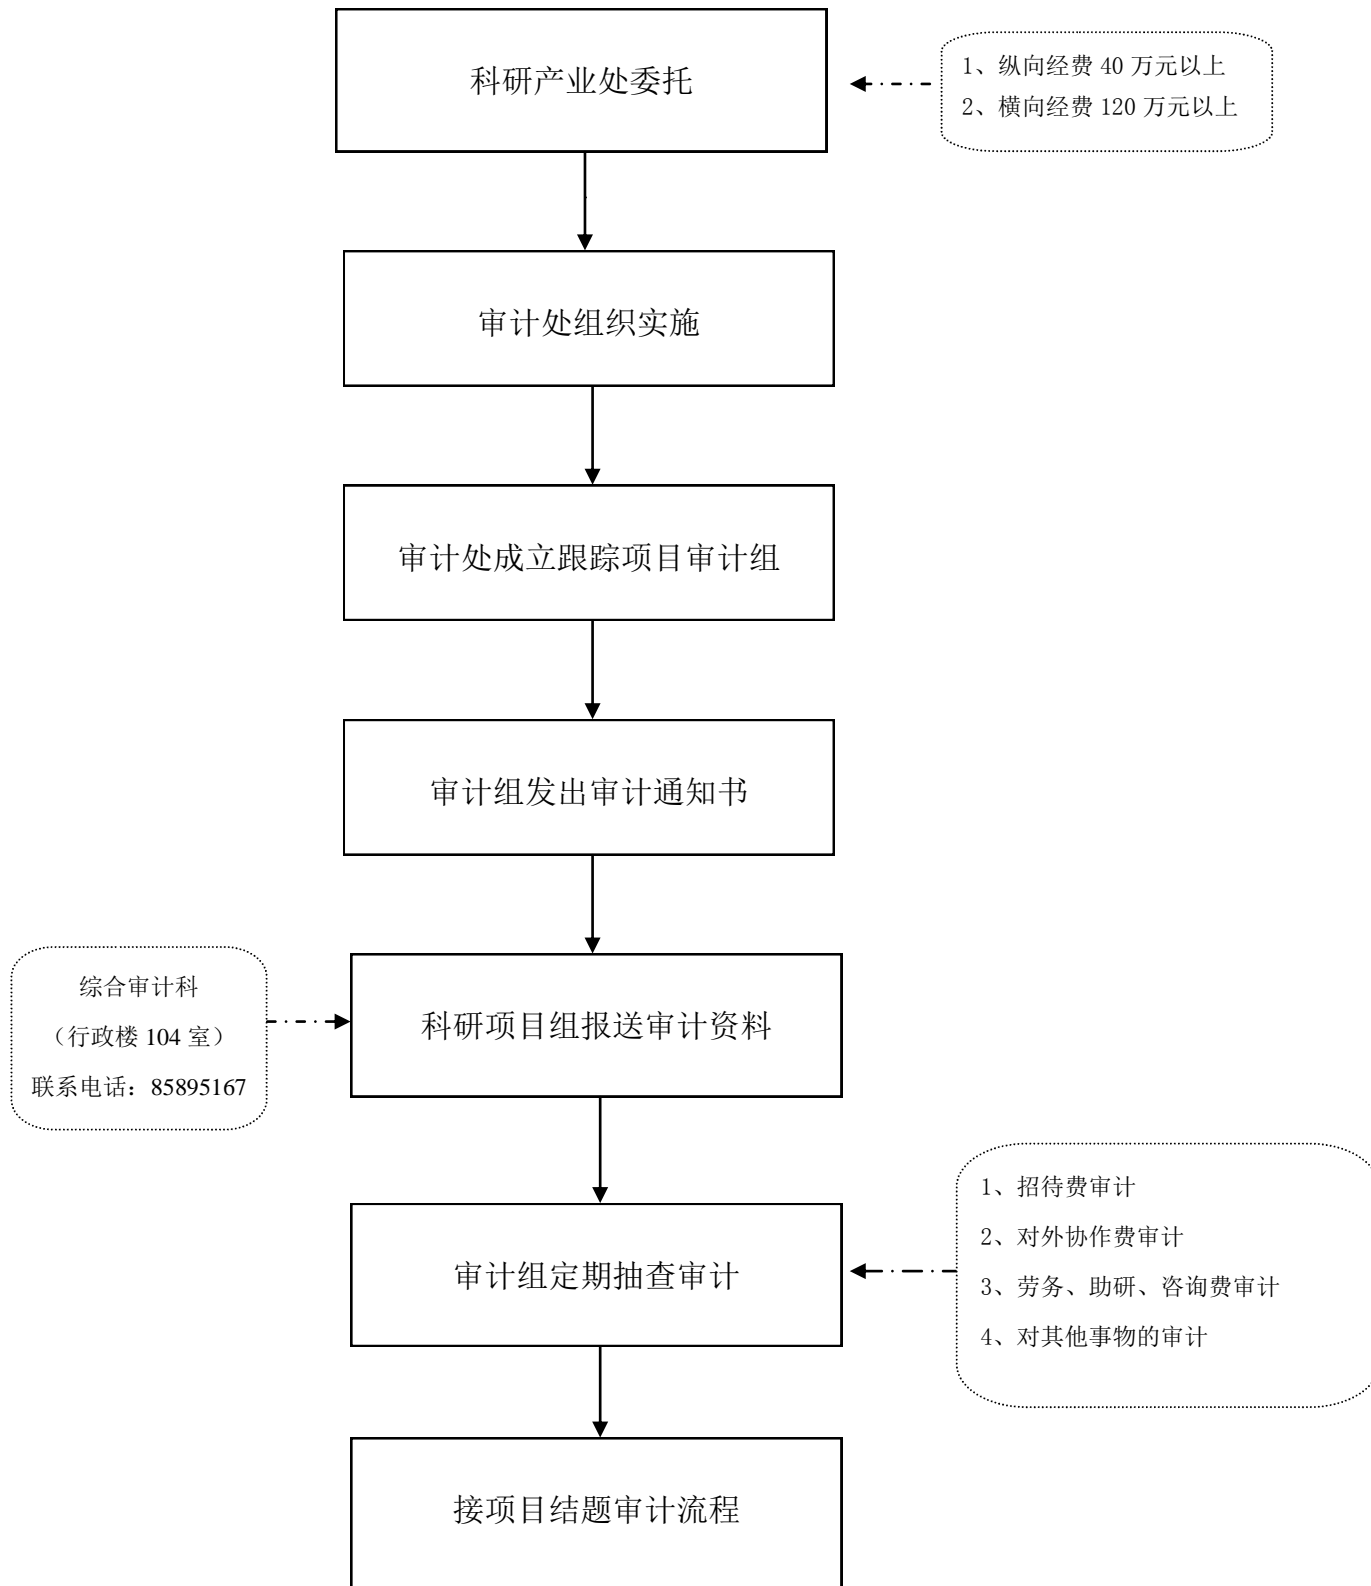 科研产业处委托
1、纵向经费 40 万元以上
2、横向经费 120 万元以上
审计处组织实施
审计处成立跟踪项目审计组
审计组发出审计通知书
综合审计科
（行政楼 104 室）
联系电话：85895167
科研项目组报送审计资料
1、招待费审计
2、对外协作费审计
3、劳务、助研、咨询费审计
4、对其他事物的审计
审计组定期抽查审计
接项目结题审计流程